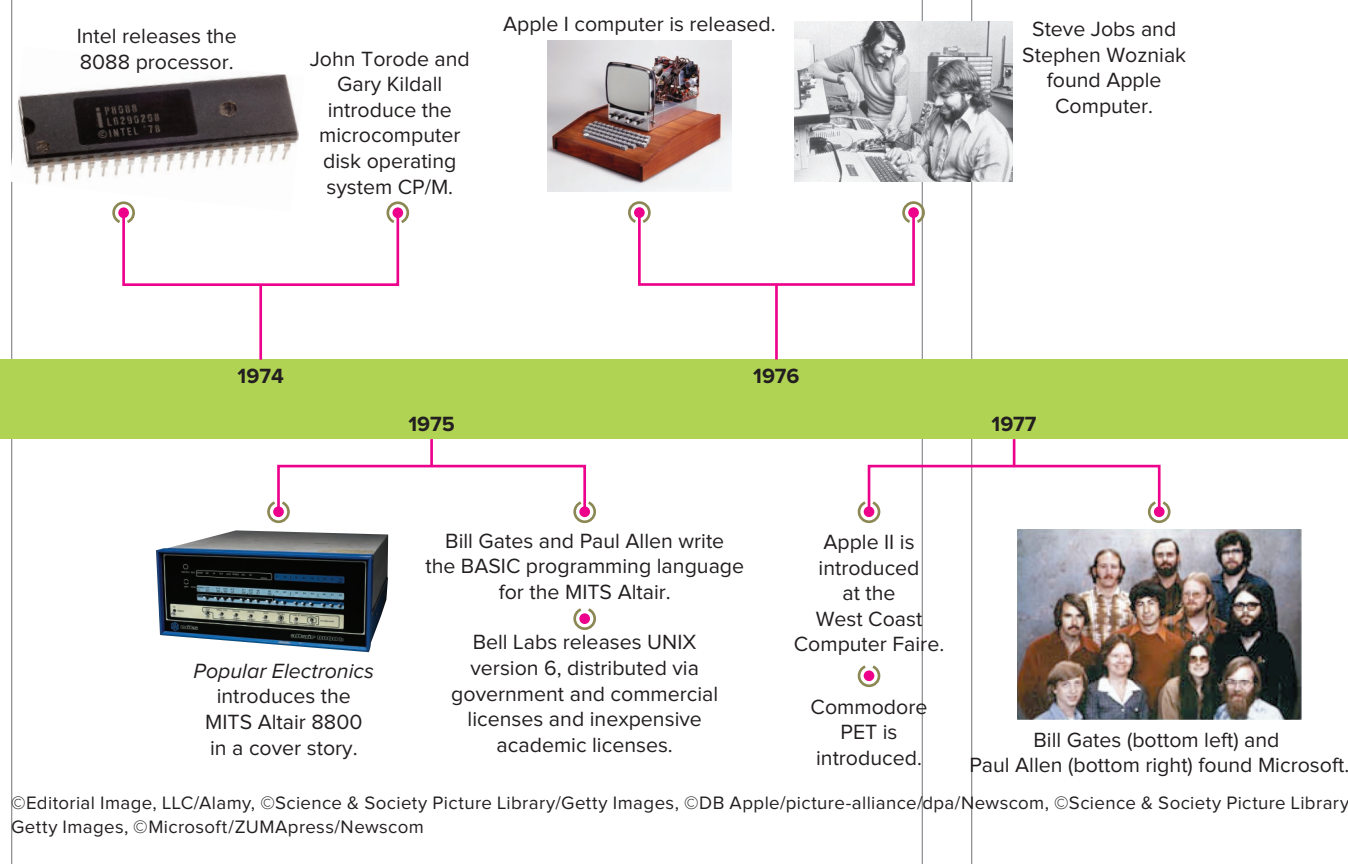 Intel releases the
8088 processor.
P8088
L6290208
©INTEL '78
John Torode and
Gary Kildall
introduce the
microcomputer
disk operating
system CP/M.
Apple I computer is released.
Steve Jobs and
Stephen Wozniak
found Apple
Computer.
1974
1976
1975
1977
Popular Electronics
introduces the
MITS Altair 8800
in a cover story.
Bill Gates and Paul Allen write
the BASIC programming language
for the MITS Altair.
Bell Labs releases UNIX
version 6, distributed via
government and commercial
licenses and inexpensive
academic licenses.
Apple II is
introduced
at the
West Coast
Computer Faire.
Commodore
PET is
introduced.
Bill Gates (bottom left) and
Paul Allen (bottom right) found Microsoft.
©Editorial Image, LLC/Alamy, ©Science & Society Picture Library/Getty Images, ©DB Apple/picture-alliance/dpa/Newscom, ©Science & Society Picture Library
Getty Images, ©Microsoft/ZUMApress/Newscom